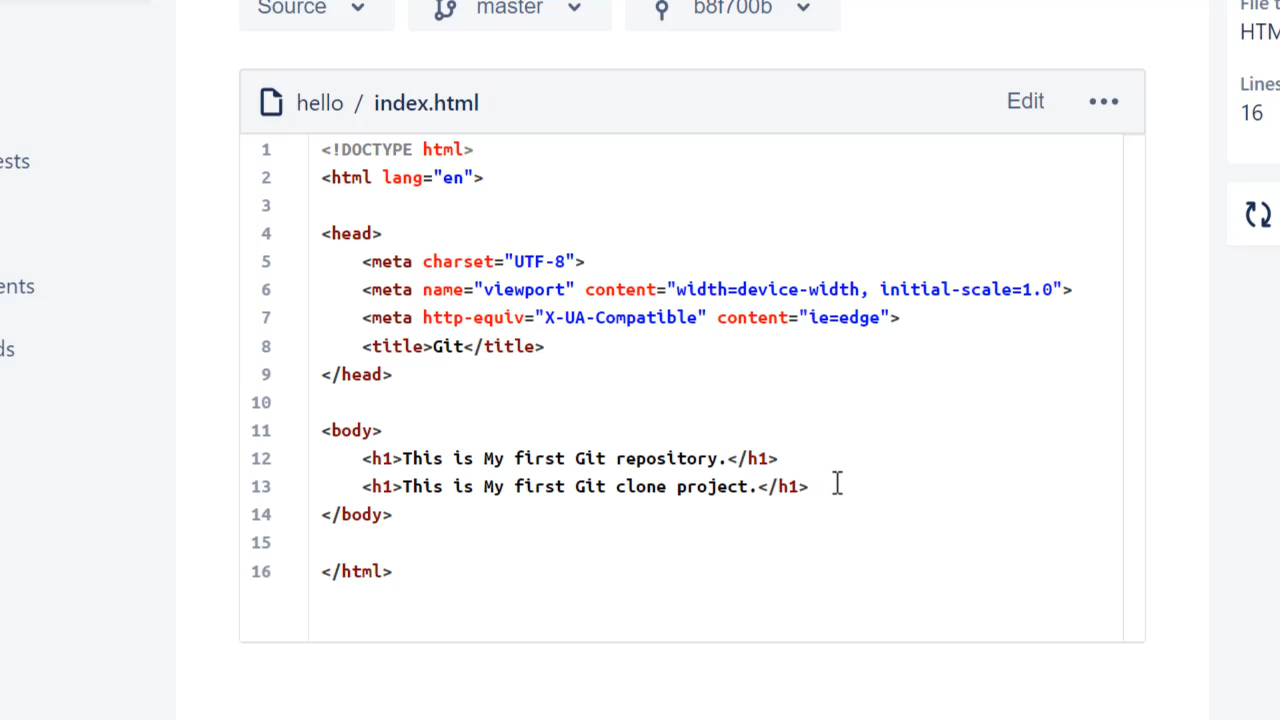 Source master b8f700b
File t
HTM
Lines
16
hello / index.html Edit
ests
ents
ds
1 <!DOCTYPE html>
2 <html lang="en">
3
4 <head>
5     <meta charset="UTF-8">
6     <meta name="viewport" content="width=device-width, initial-scale=1.0">
7     <meta http-equiv="X-UA-Compatible" content="ie=edge">
8     <title>Git</title>
9 </head>
10
11 <body>
12     <h1>This is My first Git repository.</h1>
13     <h1>This is My first Git clone project.</h1>
14 </body>
15
16 </html>